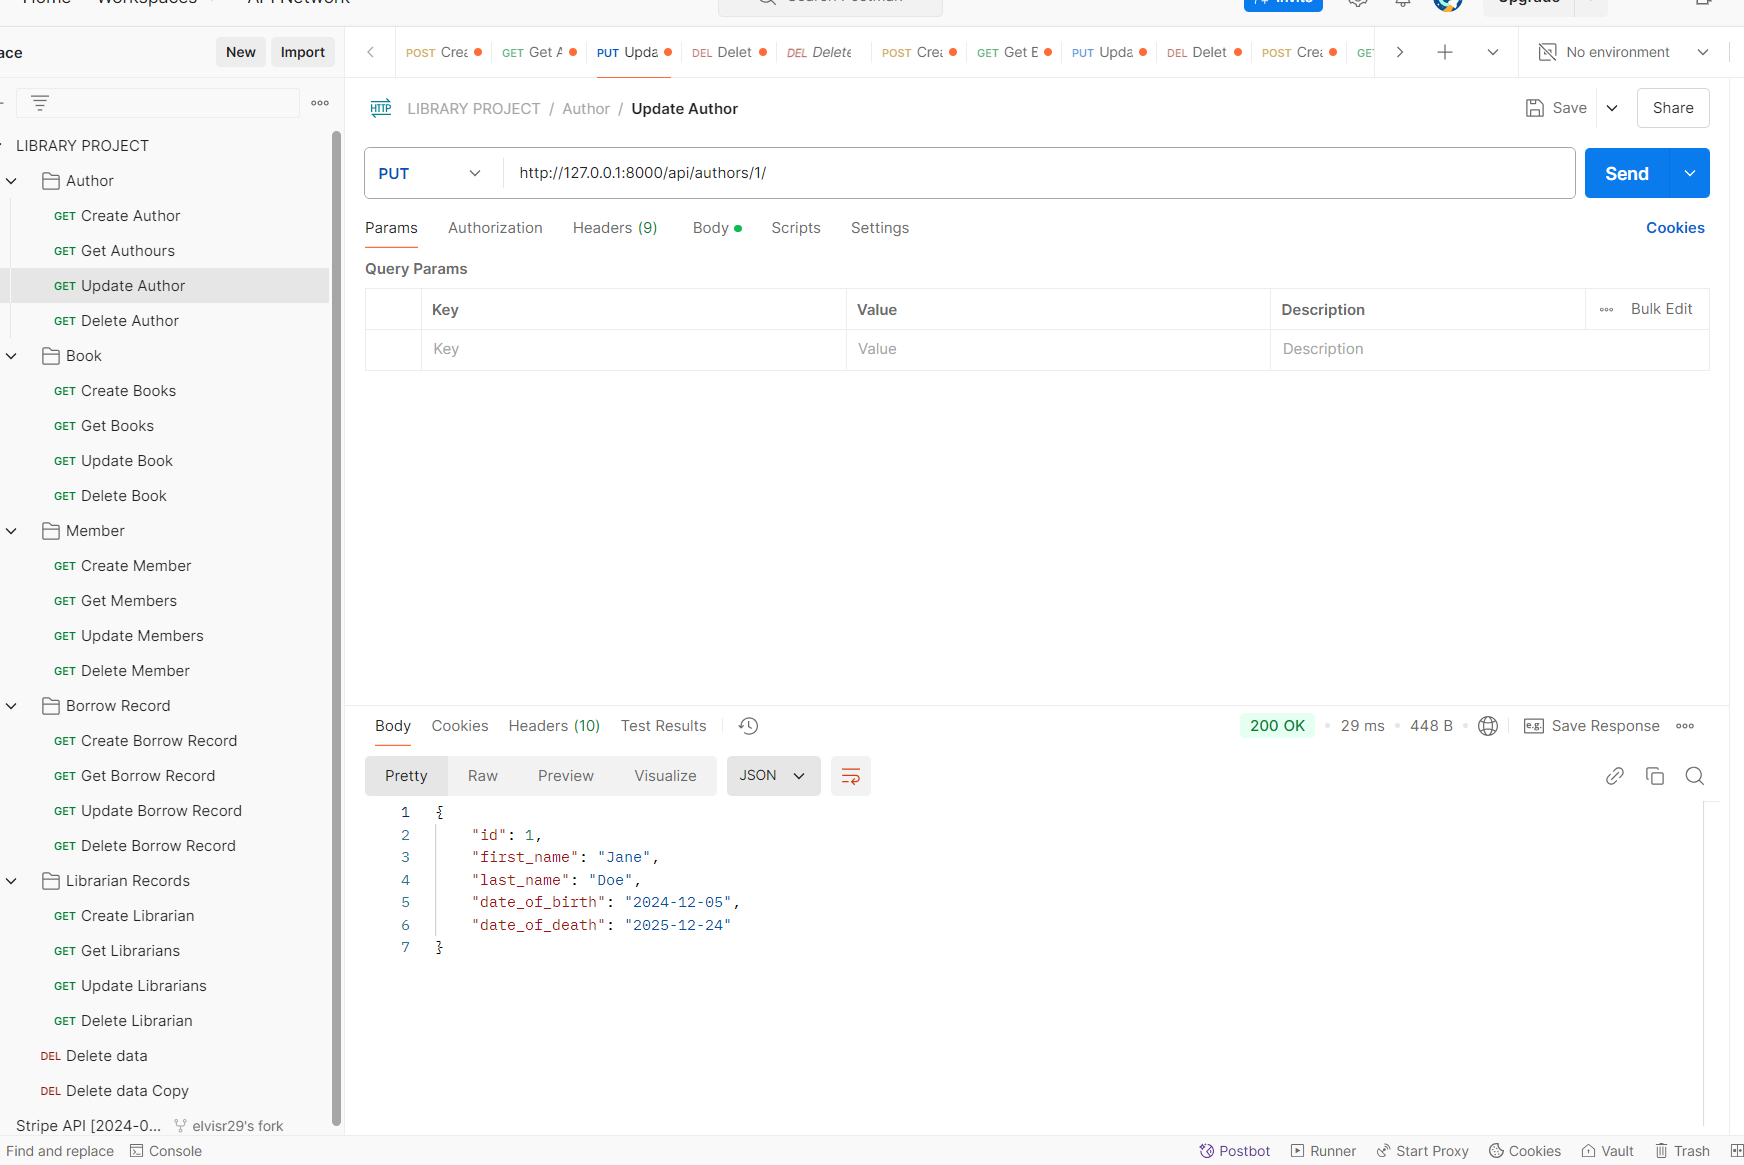 Home Workspaces API Network Search Postman Invite Upgrade
ace New Import
POST Crea GET Get A PUT Upda DEL Delet DEL Delete POST Crea GET Get B PUT Upda DEL Delet POST Crea GET No environment
LIBRARY PROJECT / Author / Update Author Save Share
PUT http://127.0.0.1:8000/api/authors/1/ Send
Params Authorization Headers (9) Body Scripts Settings Cookies
Query Params
Key Value Description Bulk Edit
Key Value Description
LIBRARY PROJECT
Author
GET Create Author
GET Get Authours
GET Update Author
GET Delete Author
Book
GET Create Books
GET Get Books
GET Update Book
GET Delete Book
Member
GET Create Member
GET Get Members
GET Update Members
GET Delete Member
Borrow Record
GET Create Borrow Record
GET Get Borrow Record
GET Update Borrow Record
GET Delete Borrow Record
Librarian Records
GET Create Librarian
GET Get Librarians
GET Update Librarians
GET Delete Librarian
DEL Delete data
DEL Delete data Copy
Stripe API [2024-0... elvisr29's fork
Body Cookies Headers (10) Test Results 200 OK • 29 ms • 448 B • e.g. Save Response
Pretty Raw Preview Visualize JSON
1 {
2 "id": 1,
3 "first_name": "Jane",
4 "last_name": "Doe",
5 "date_of_birth": "2024-12-05",
6 "date_of_death": "2025-12-24"
7 }
Find and replace Console Postbot Runner Start Proxy Cookies Vault Trash